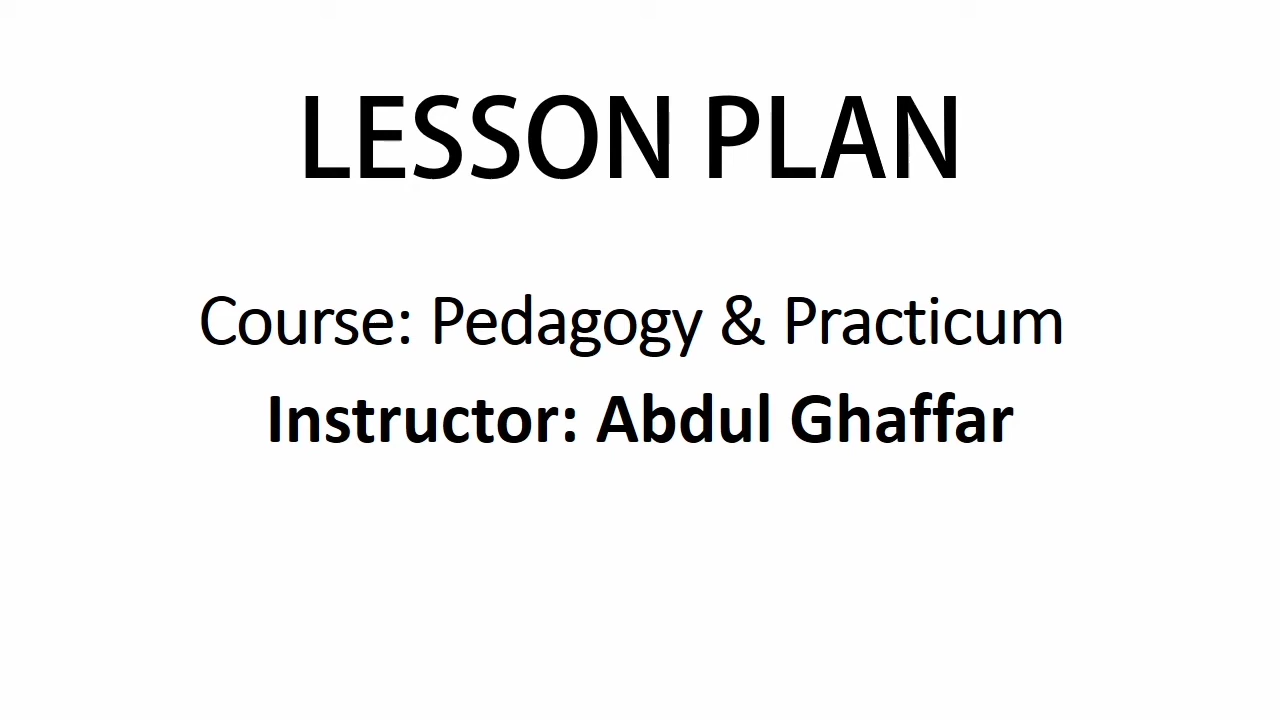 LESSON PLAN
Course: Pedagogy & Practicum
Instructor: Abdul Ghaffar